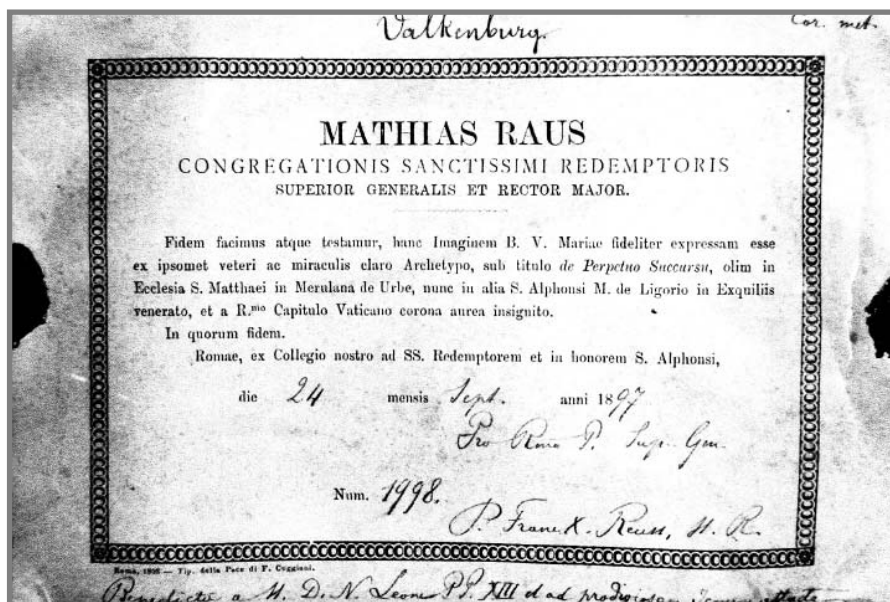 Valkenburg.
Cor. met.
MATHIAS RAUS
CONGREGATIONIS SANCTISSIMI REDEMPTORIS
SUPERIOR GENERALIS ET RECTOR MAJOR.
Fidem facimus atque testamur, hanc Imaginem B. V. Mariae fideliter expressam esse
ex ipsomet veteri ac miraculis claro Archetypo, sub titulo de Perpetuo Succursu, olim in
Ecclesia S. Matthaei in Merulana de Urbe, nunc in alia S. Alphonsi M. de Ligorio in Exquiliis
venerato, et a R.mo Capitulo Vaticano corona aurea insignito.
In quorum fidem.
Romae, ex Collegio nostro ad SS. Redemptorem et in honorem S. Alphonsi,
die 24 mensis Sept. anni 1897
Pro Rmo P. Sup. Gen.
Num. 1998.
P. Franc. X. Reuss,
Roma, — Tip. della Pace di F. Cuggiani.
Benedicta a D. N. Leone PP. XIII et ad prodigiosam